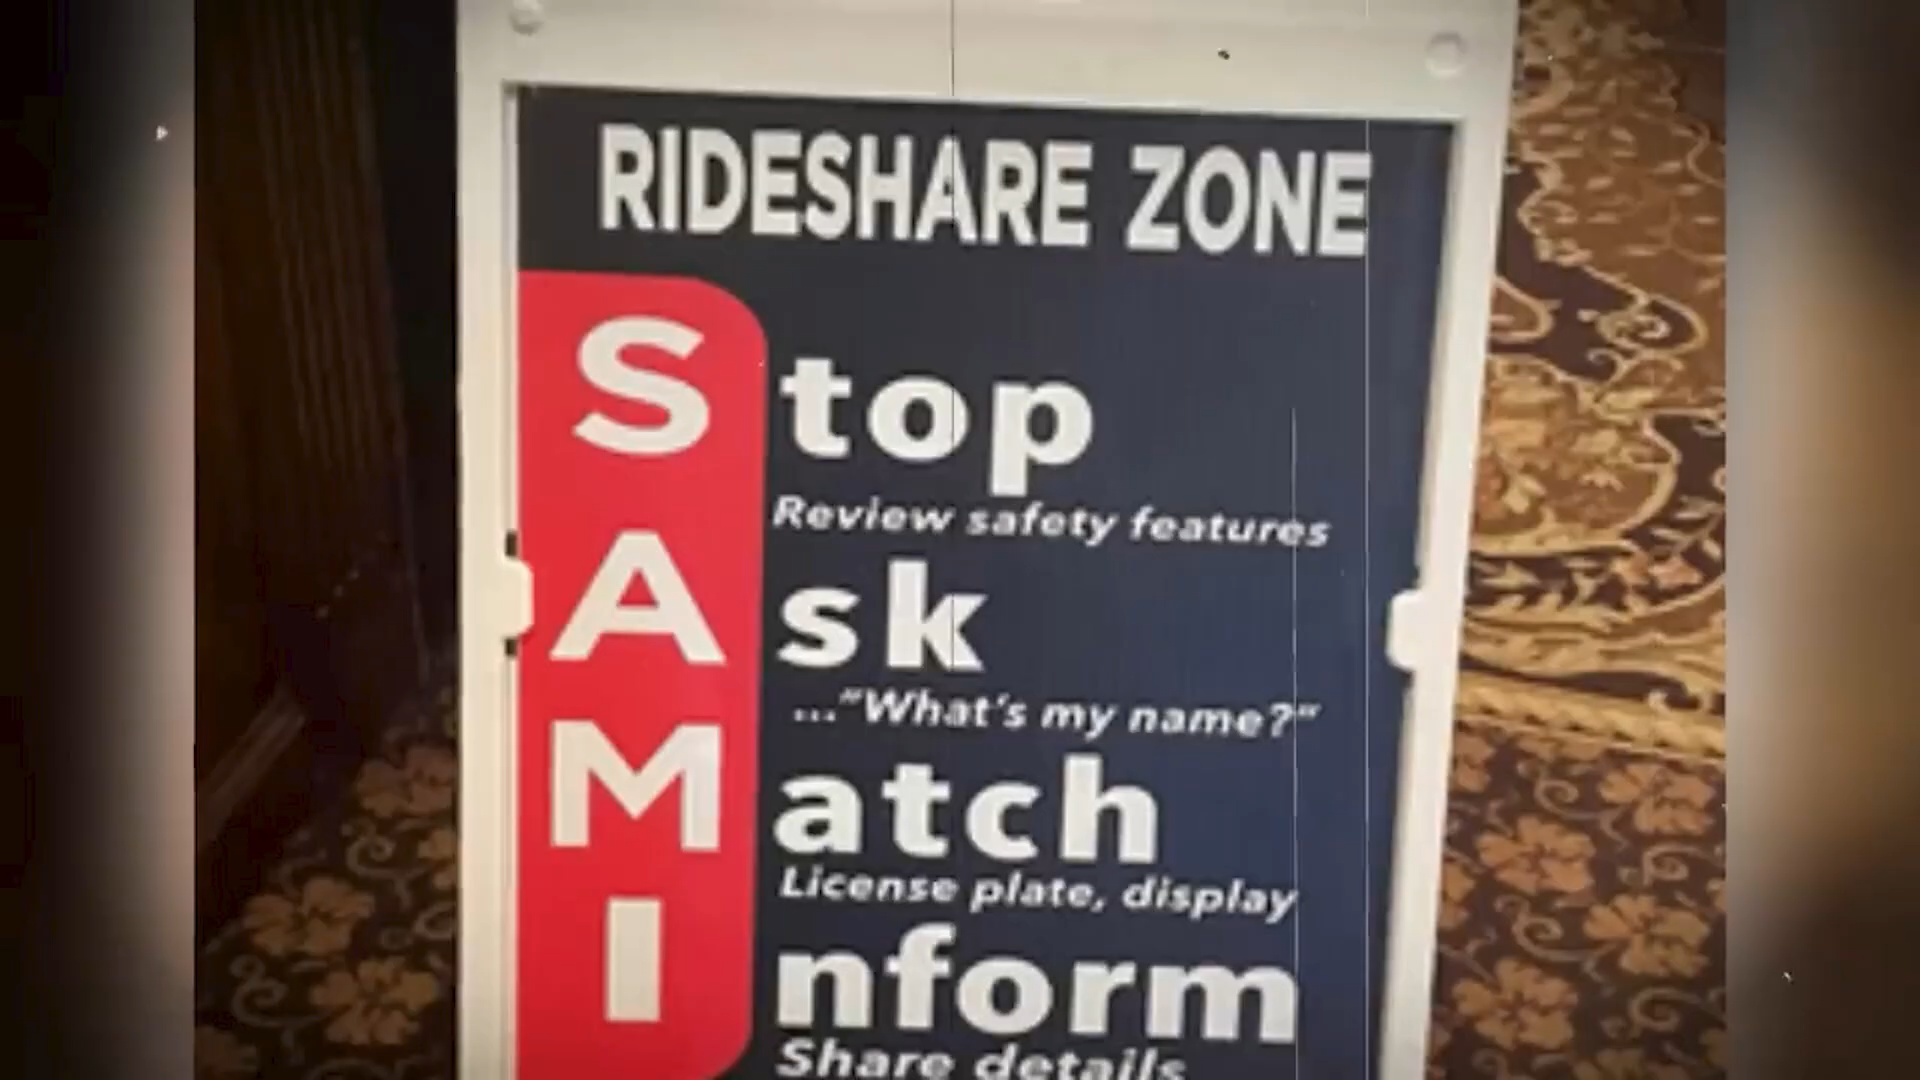 RIDESHARE ZONE
Stop
Review safety features
Ask
..."What's my name?"
Match
License plate, display
Inform
Share details